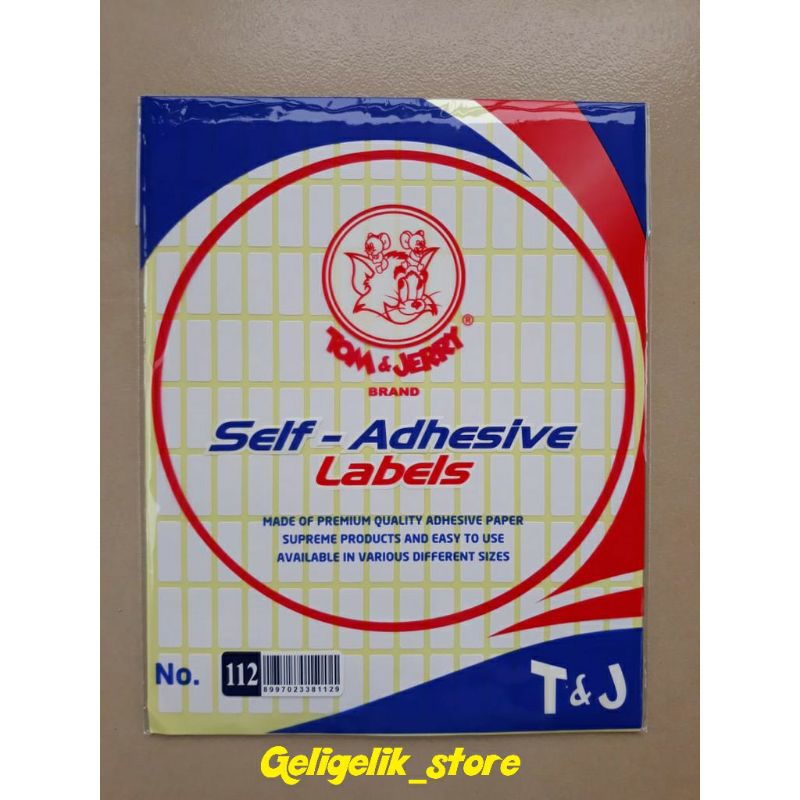 TOM & JERRY ®
BRAND
Self - Adhesive
Labels
MADE OF PREMIUM QUALITY ADHESIVE PAPER
SUPREME PRODUCTS AND EASY TO USE
AVAILABLE IN VARIOUS DIFFERENT SIZES
No. 112
8997023381129
T & J
Geligelik_store